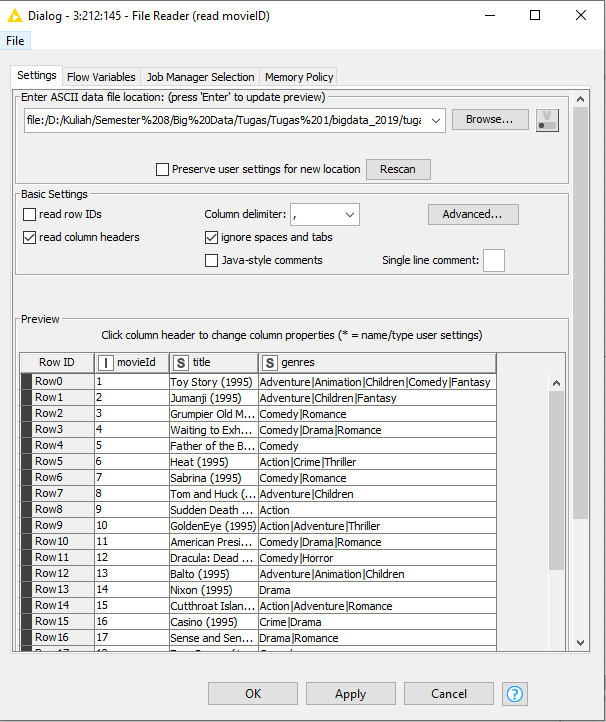 Dialog - 3:212:145 - File Reader (read movieID)
File
Settings Flow Variables Job Manager Selection Memory Policy
Enter ASCII data file location: (press 'Enter' to update preview)
file:/D:/Kuliah/Semester%208/Big%20Data/Tugas/Tugas%201/bigdata_2019/tuga Browse... V
Preserve user settings for new location Rescan
Basic Settings
read row IDs Column delimiter: , Advanced...
read column headers ignore spaces and tabs
Java-style comments Single line comment:
Preview
Click column header to change column properties (* = name/type user settings)
Row ID I movieId S title S genres
Row0 1 Toy Story (1995) Adventure|Animation|Children|Comedy|Fantasy
Row1 2 Jumanji (1995) Adventure|Children|Fantasy
Row2 3 Grumpier Old M... Comedy|Romance
Row3 4 Waiting to Exh... Comedy|Drama|Romance
Row4 5 Father of the B... Comedy
Row5 6 Heat (1995) Action|Crime|Thriller
Row6 7 Sabrina (1995) Comedy|Romance
Row7 8 Tom and Huck (... Adventure|Children
Row8 9 Sudden Death ... Action
Row9 10 GoldenEye (1995) Action|Adventure|Thriller
Row10 11 American Presi... Comedy|Drama|Romance
Row11 12 Dracula: Dead ... Comedy|Horror
Row12 13 Balto (1995) Adventure|Animation|Children
Row13 14 Nixon (1995) Drama
Row14 15 Cutthroat Islan... Action|Adventure|Romance
Row15 16 Casino (1995) Crime|Drama
Row16 17 Sense and Sen... Drama|Romance
OK Apply Cancel ?